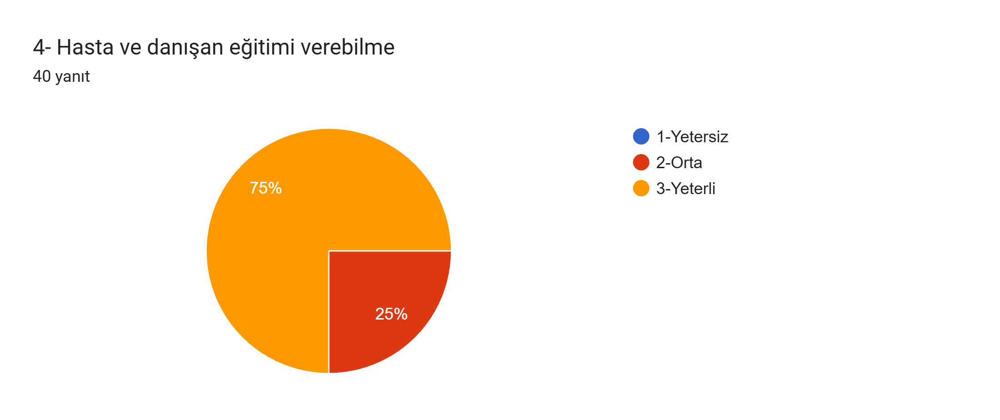 4- Hasta ve danışan eğitimi verebilme
40 yanıt
1-Yetersiz
2-Orta
3-Yeterli
75%
25%